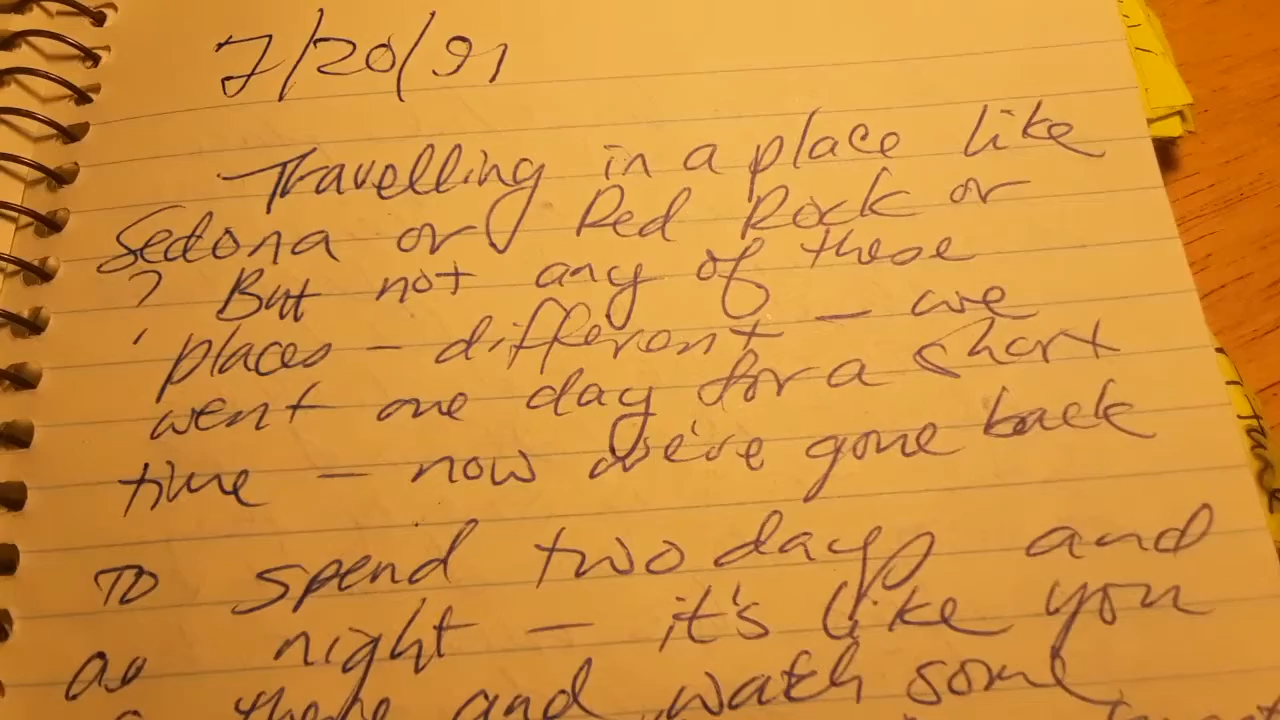 7/20/91
Travelling in a place like
Sedona or Red Rock or
? But not any of these
places – different – we
went one day for a short
time – now we're gone back
To spend two days and
night – it's like you
there and watch some